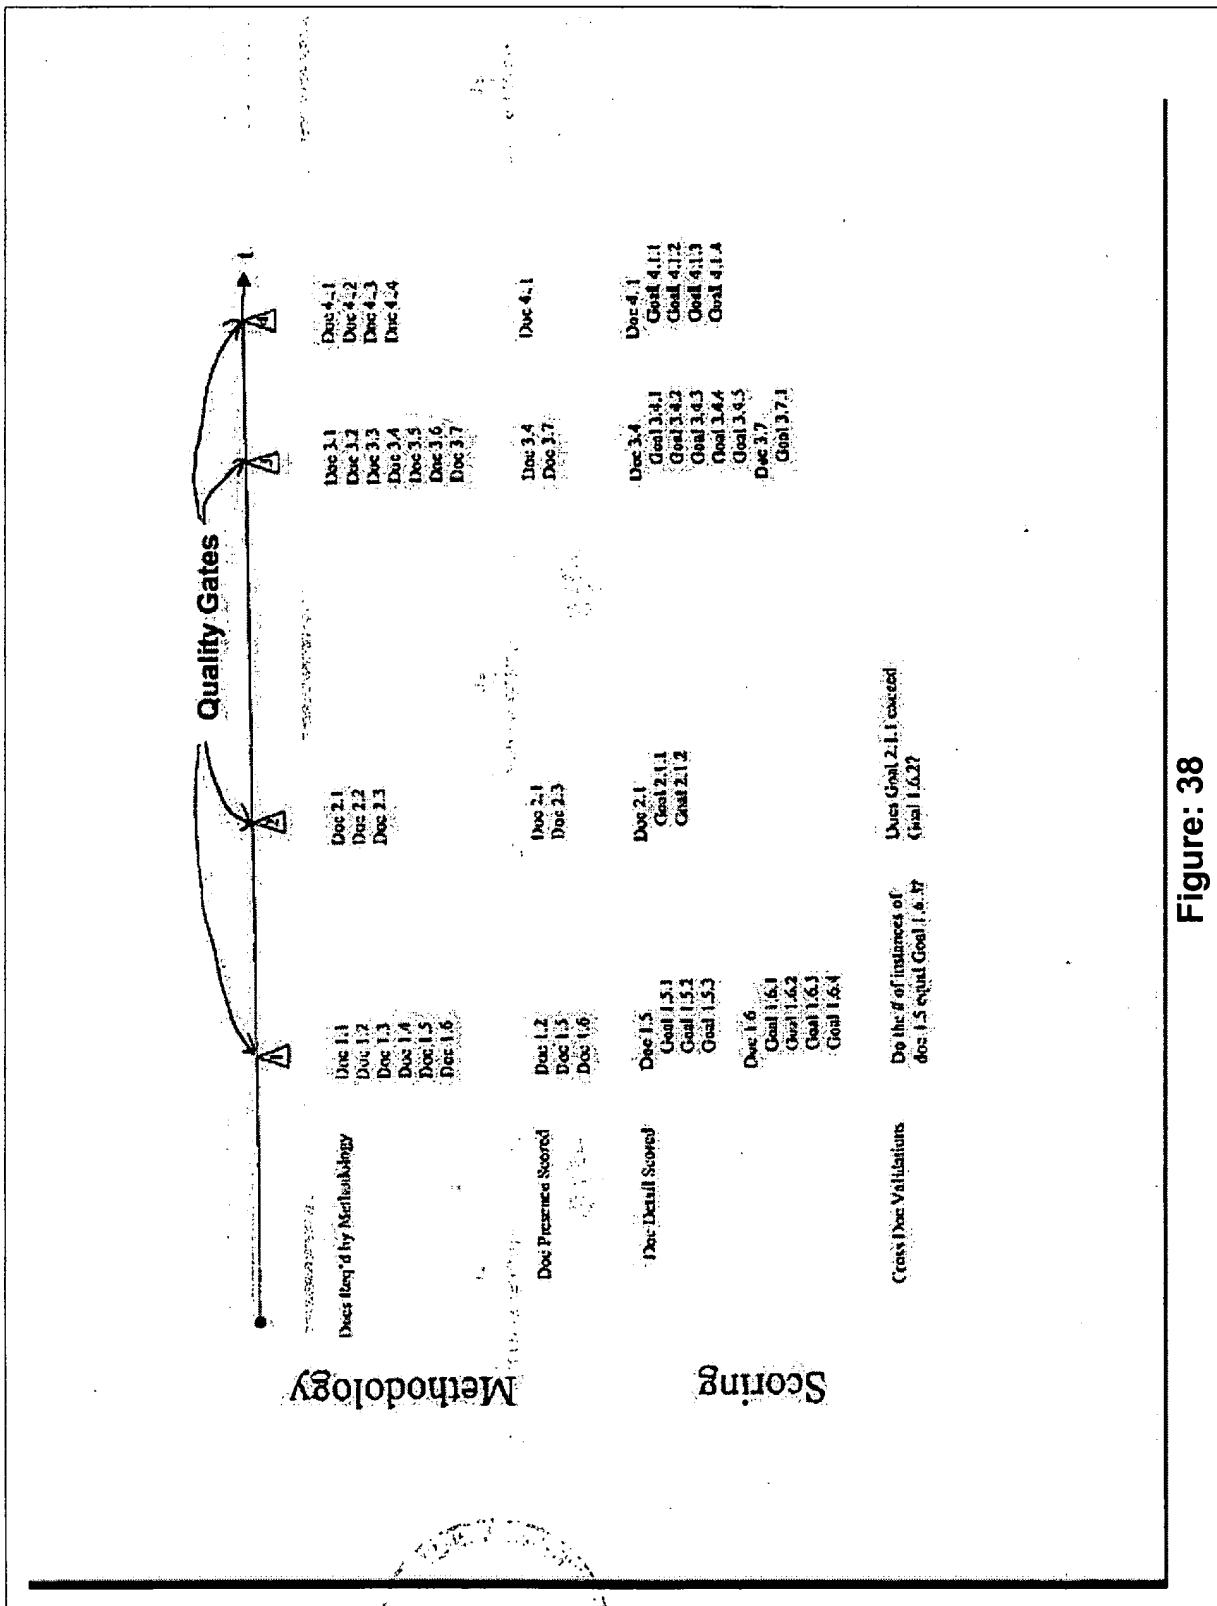 Quality Gates
t
1
2
3
4
Methodology
Docs Req'd by Methodology
Doc 1.1
Doc 1.2
Doc 1.3
Doc 1.4
Doc 1.5
Doc 1.6
Doc 2.1
Doc 2.2
Doc 2.3
Doc 3.1
Doc 3.2
Doc 3.3
Doc 3.4
Doc 3.5
Doc 3.6
Doc 3.7
Doc 4.1
Doc 4.2
Doc 4.3
Doc 4.4
Scoring
Doc Presence Scored
Doc 1.2
Doc 1.5
Doc 1.6
Doc 2.1
Doc 2.3
Doc 3.4
Doc 3.7
Doc 4.1
Doc Detail Scored
Doc 1.5
Goal 1.5.1
Goal 1.5.2
Goal 1.5.3
Doc 1.6
Goal 1.6.1
Goal 1.6.2
Goal 1.6.3
Goal 1.6.4
Doc 2.1
Goal 2.1.1
Goal 2.1.2
Doc 3.4
Goal 3.4.1
Goal 3.4.2
Goal 3.4.3
Goal 3.4.4
Goal 3.4.5
Doc 3.7
Goal 3.7.1
Doc 4.1
Goal 4.1.1
Goal 4.1.2
Goal 4.1.3
Goal 4.1.4
Cross Doc Validations
Do the # of instances of
doc 1.5 equal Goal 1.6.3?
Does Goal 2.1.1 exceed
Goal 1.6.2?
Figure: 38